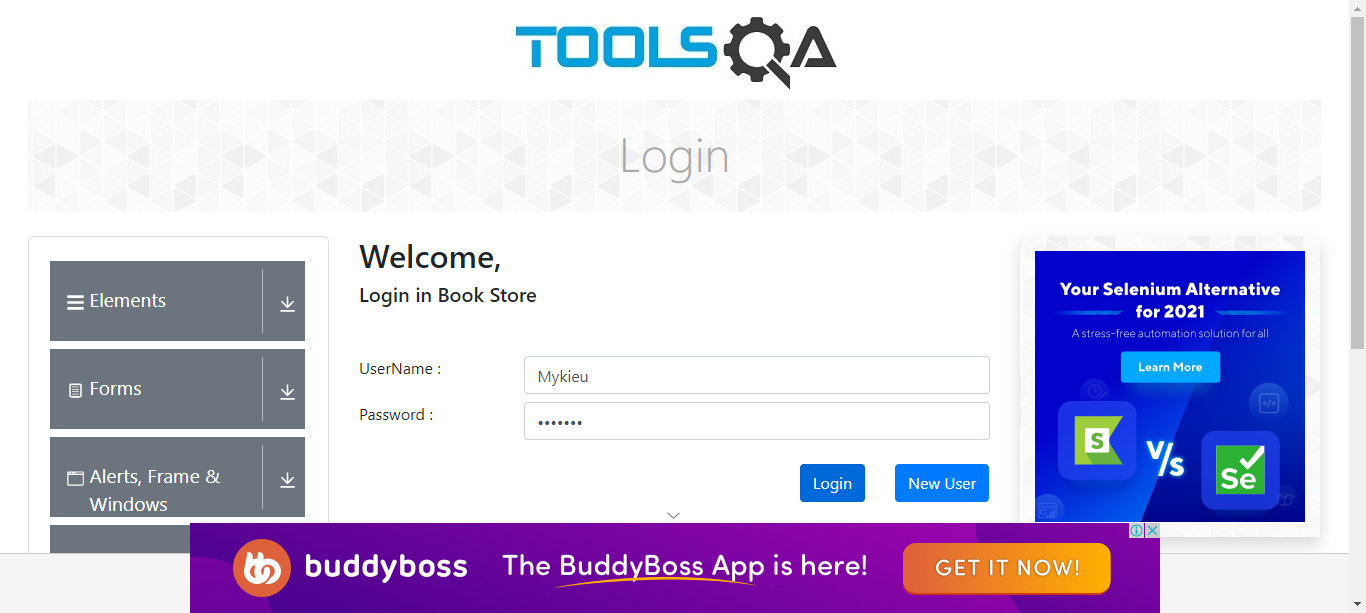 TOOLSQA
Login
Elements
Forms
Alerts, Frame &
Windows
Welcome,
Login in Book Store
UserName :
Mykieu
Password :
•••••••
Login
New User
Your Selenium Alternative
for 2021
A stress-free automation solution for all
Learn More
S
V/s
Se
buddyboss
The BuddyBoss App is here!
GET IT NOW!